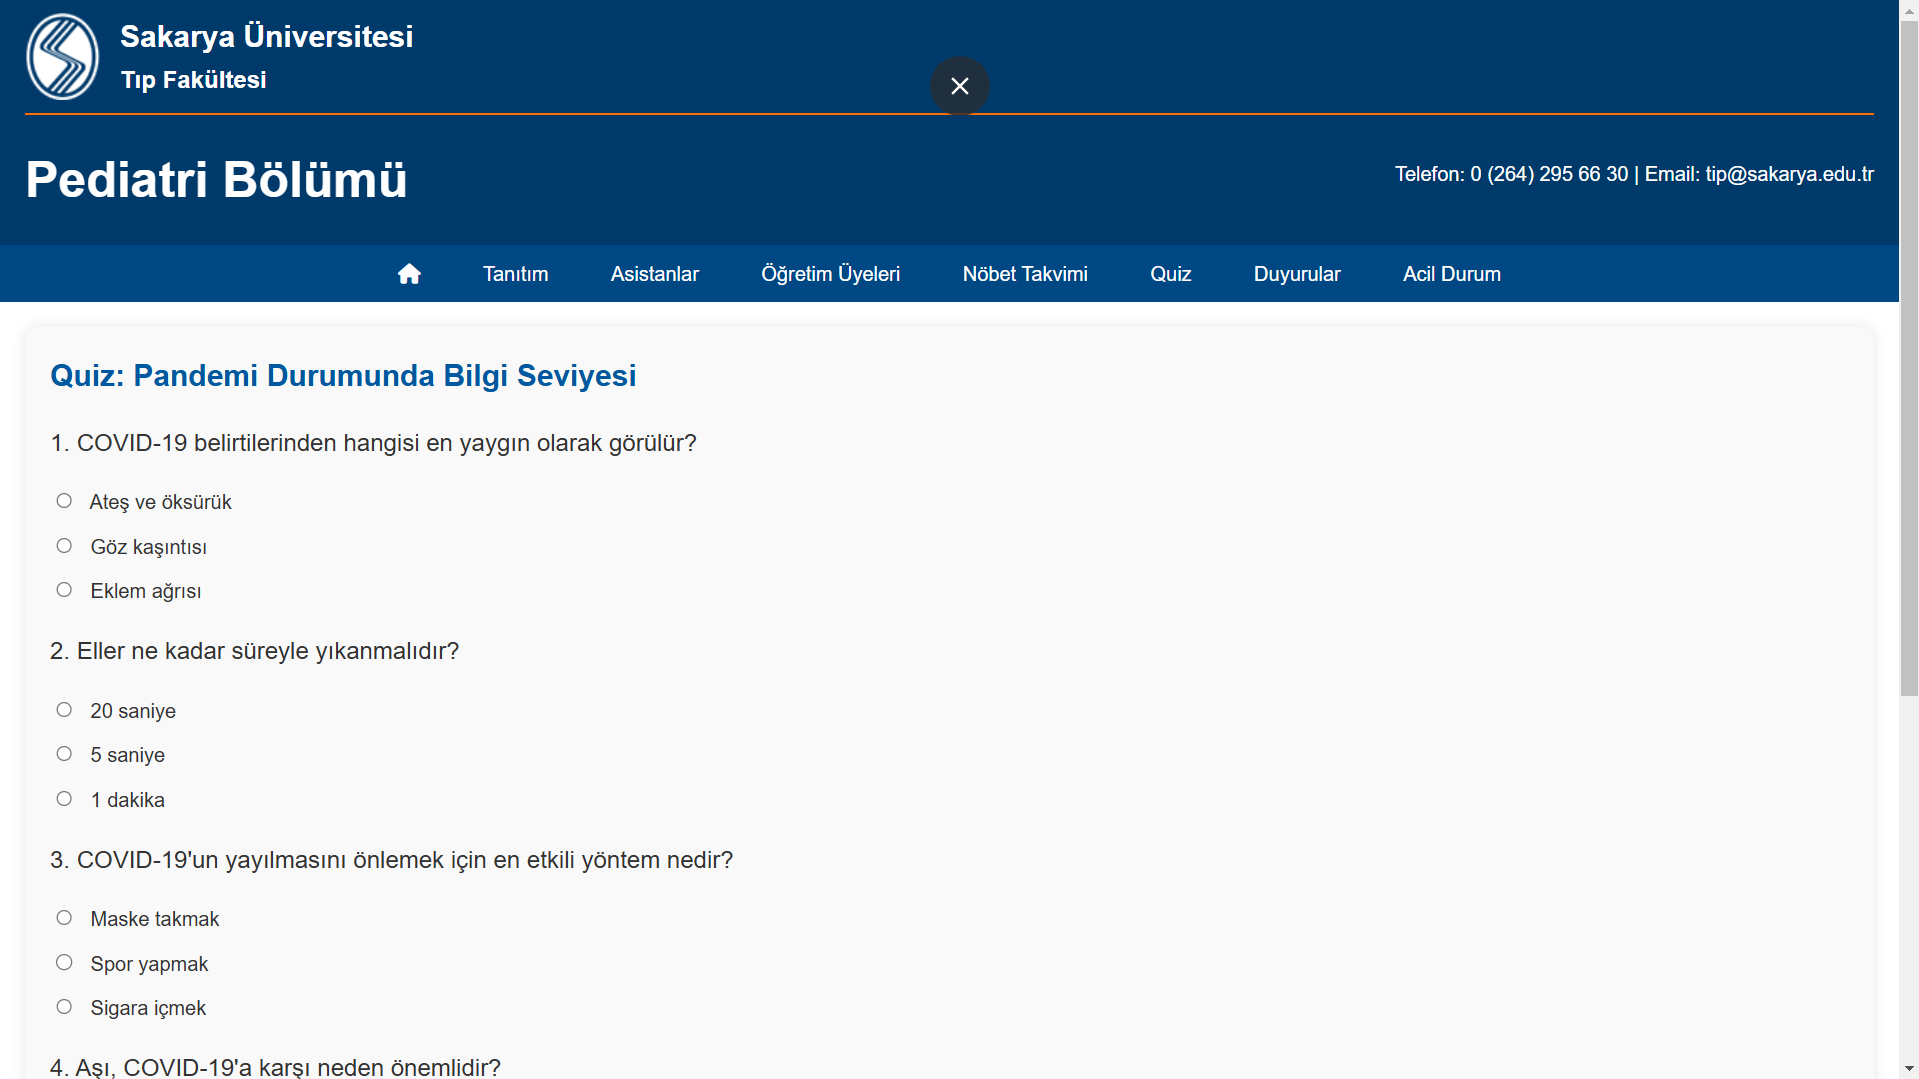 Sakarya Üniversitesi
Tıp Fakültesi
Pediatri Bölümü
Telefon: 0 (264) 295 66 30 | Email: tip@sakarya.edu.tr
Tanıtım Asistanlar Öğretim Üyeleri Nöbet Takvimi Quiz Duyurular Acil Durum
Quiz: Pandemi Durumunda Bilgi Seviyesi
1. COVID-19 belirtilerinden hangisi en yaygın olarak görülür?
Ateş ve öksürük
Göz kaşıntısı
Eklem ağrısı
2. Eller ne kadar süreyle yıkanmalıdır?
20 saniye
5 saniye
1 dakika
3. COVID-19'un yayılmasını önlemek için en etkili yöntem nedir?
Maske takmak
Spor yapmak
Sigara içmek
4. Aşı, COVID-19'a karşı neden önemlidir?